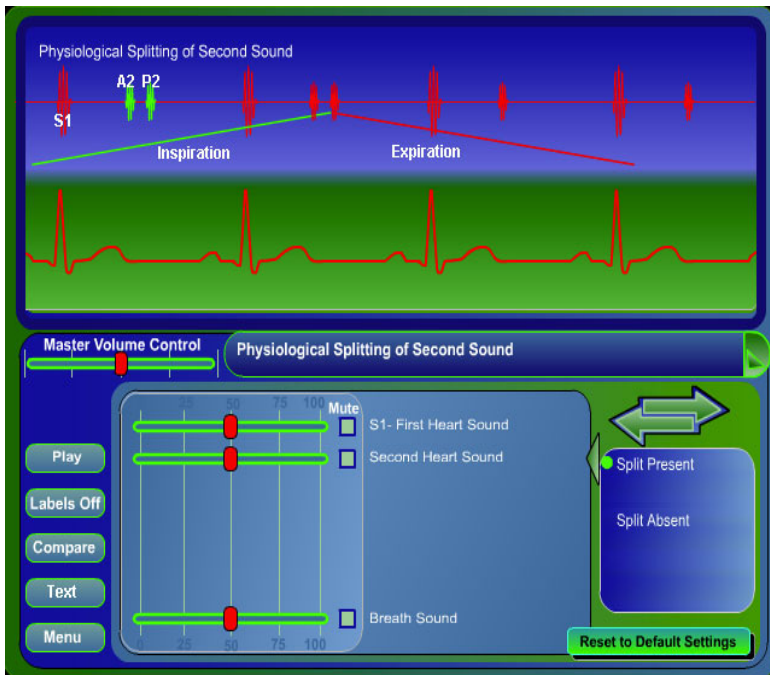 Physiological Splitting of Second Sound
A2 P2
S1
Inspiration
Expiration
Master Volume Control
Physiological Splitting of Second Sound
25 50 75 100
Mute
S1- First Heart Sound
Second Heart Sound
Breath Sound
0 25 50 75 100
Play
Labels Off
Compare
Text
Menu
Split Present
Split Absent
Reset to Default Settings